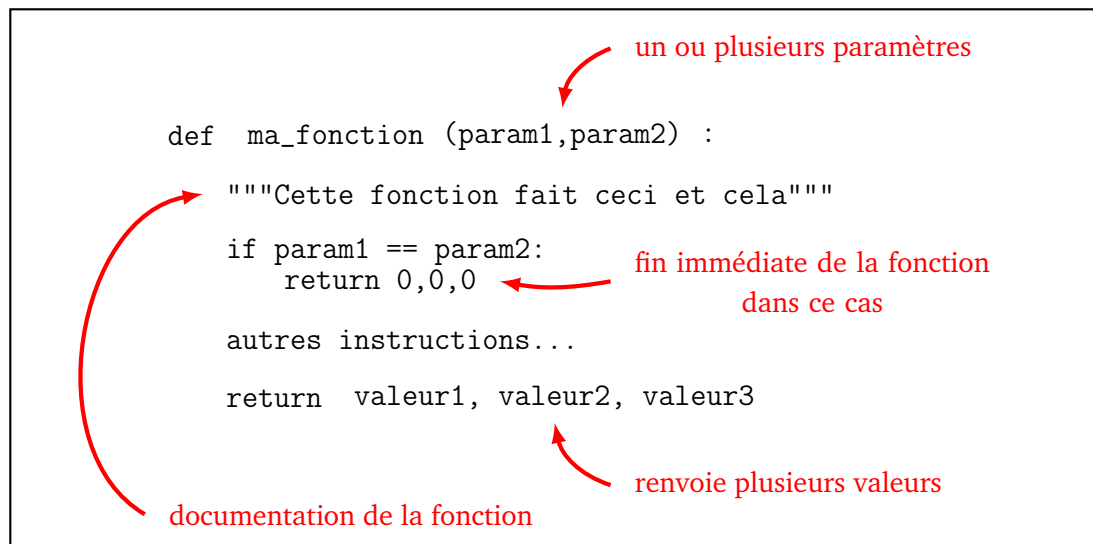 un ou plusieurs paramètres
def ma_fonction (param1,param2) :
"""Cette fonction fait ceci et cela"""
if param1 == param2:
return 0,0,0
fin immédiate de la fonction
dans ce cas
autres instructions...
return valeur1, valeur2, valeur3
renvoie plusieurs valeurs
documentation de la fonction